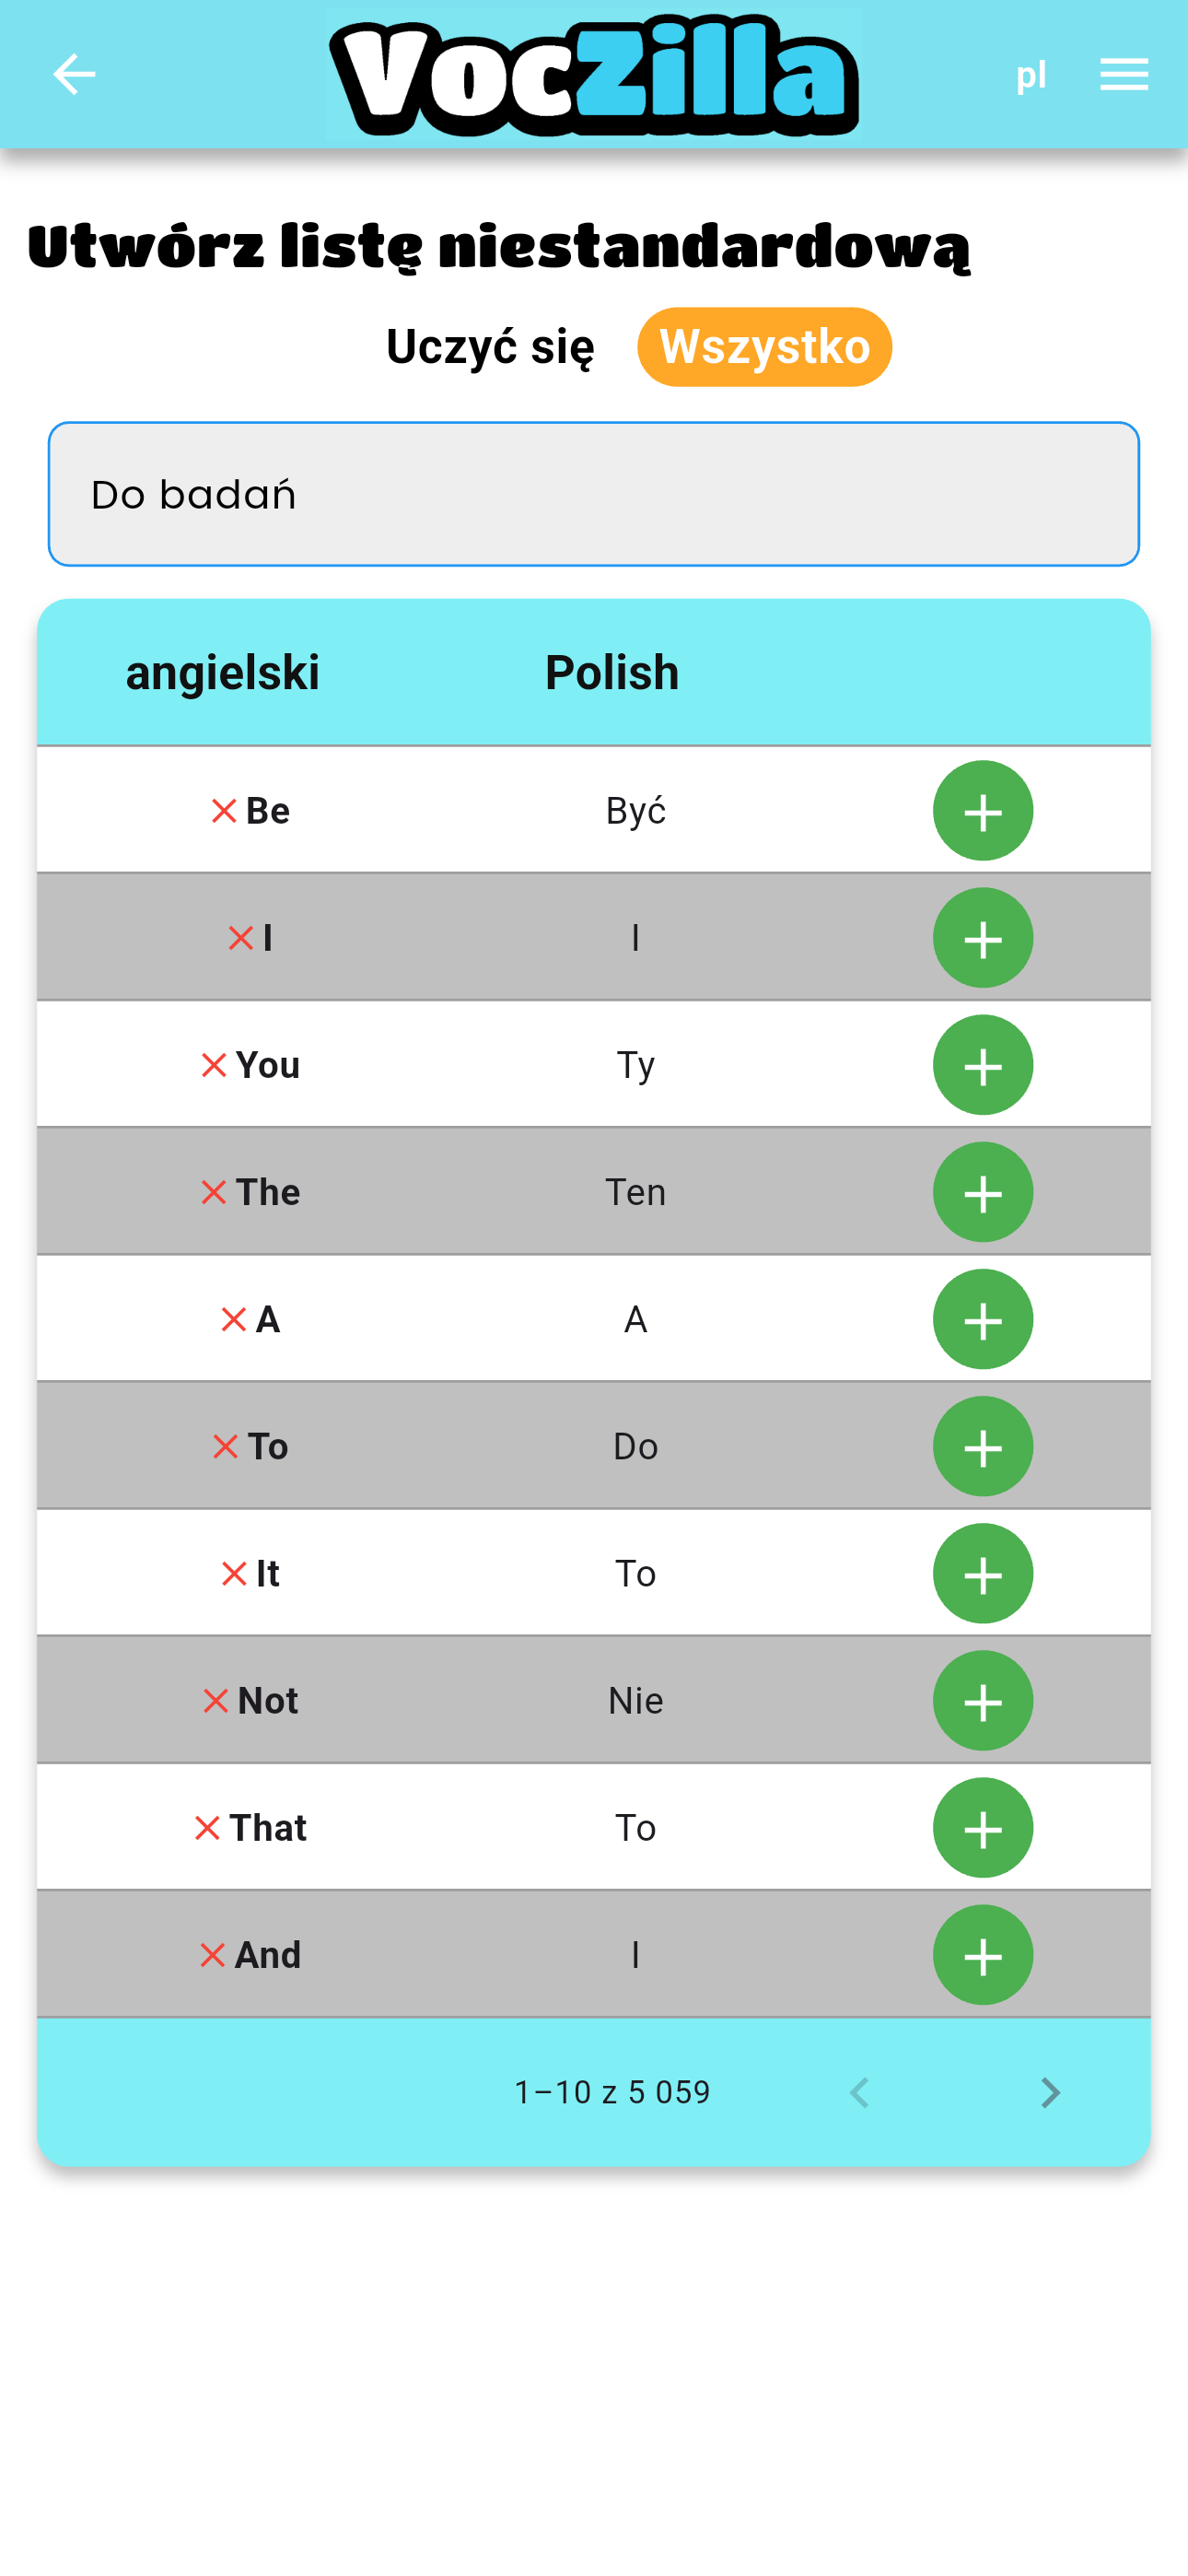 VocZilla
pl
Utwórz listę niestandardową
Uczyć się Wszystko
Do badań
angielski Polish
Be Być
I I
You Ty
The Ten
A A
To Do
It To
Not Nie
That To
And I
1–10 z 5 059